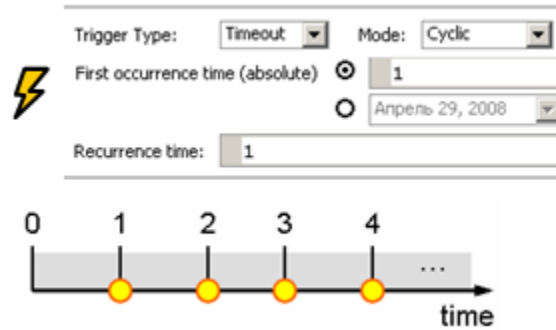 Trigger Type: Timeout Mode: Cyclic
First occurrence time (absolute) 1
Апрель 29, 2008
Recurrence time: 1
0 1 2 3 4
...
time